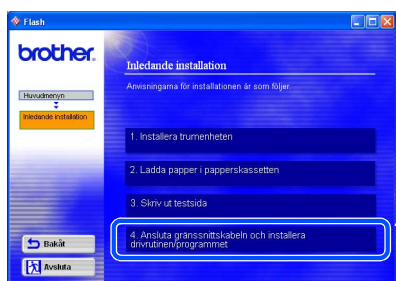 Flash
brother.
Huvudmenyn
Inledande installation
Bakåt
Avsluta
Inledande installation
Anvisningarna för installationen är som följer.
1. Installera trumenheten
2. Ladda papper i papperskassetten
3. Skriv ut testsida
4. Ansluta gränssnittskabeln och installera
drivrutinen/programmet